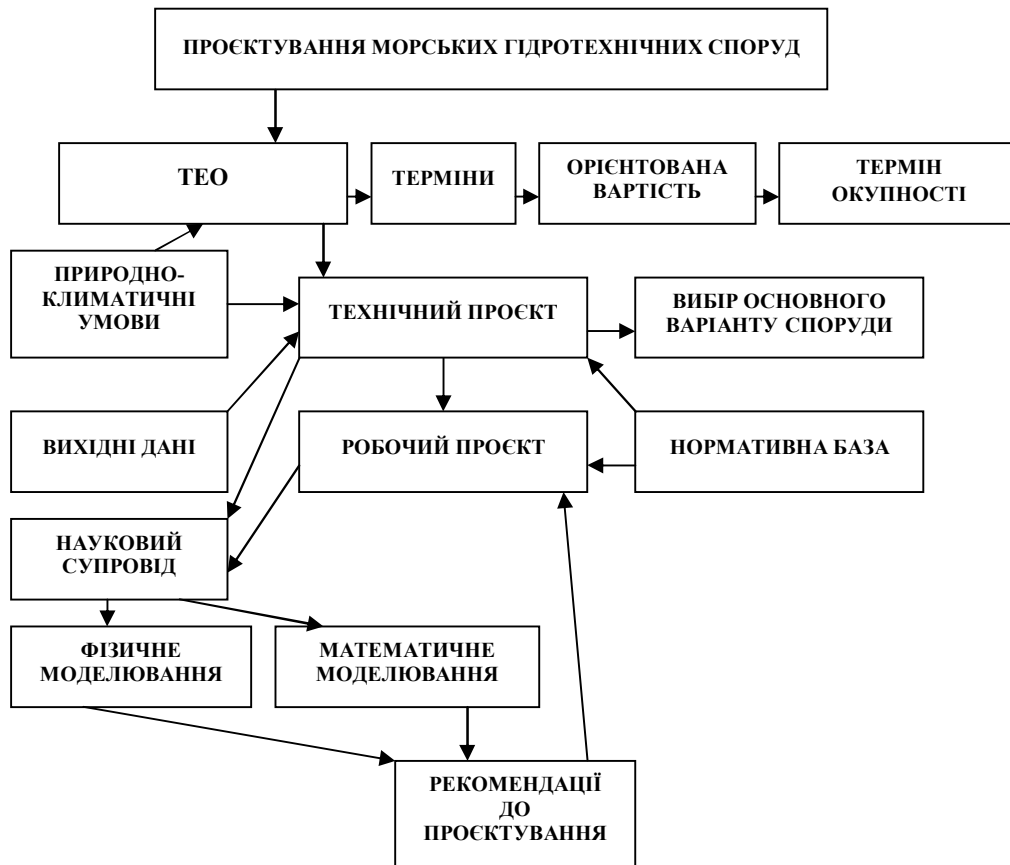 ПРОЄКТУВАННЯ МОРСЬКИХ ГІДРОТЕХНІЧНИХ СПОРУД
ТЕО
ТЕРМІНИ
ОРІЄНТОВАНА
ВАРТІСТЬ
ТЕРМІН
ОКУПНОСТІ
ПРИРОДНО-
КЛИМАТИЧНІ
УМОВИ
ТЕХНІЧНИЙ ПРОЄКТ
ВИБІР ОСНОВНОГО
ВАРІАНТУ СПОРУДИ
ВИХІДНІ ДАНІ
РОБОЧИЙ ПРОЄКТ
НОРМАТИВНА БАЗА
НАУКОВИЙ
СУПРОВІД
ФІЗИЧНЕ
МОДЕЛЮВАННЯ
МАТЕМАТИЧНЕ
МОДЕЛЮВАННЯ
РЕКОМЕНДАЦІЇ
ДО
ПРОЄКТУВАННЯ